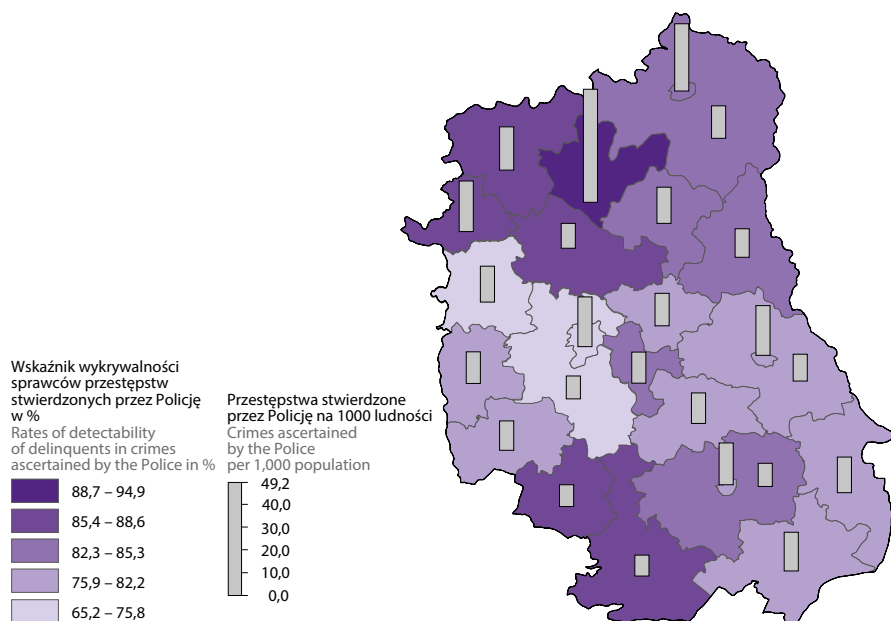 Wskaźnik wykrywalności
sprawców przestępstw
stwierdzonych przez Policję
w %
Rates of detectability
of delinquents in crimes
ascertained by the Police in %
88,7 – 94,9
85,4 – 88,6
82,3 – 85,3
75,9 – 82,2
65,2 – 75,8
Przestępstwa stwierdzone
przez Policję na 1000 ludności
Crimes ascertained
by the Police
per 1,000 population
49,2
40,0
30,0
20,0
10,0
0,0